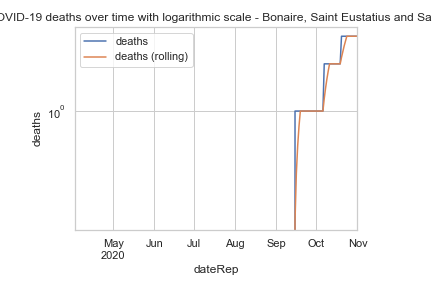 OVID-19 deaths over time with logarithmic scale - Bonaire, Saint Eustatius and Sa
deaths
deaths (rolling)
deaths
10⁰
May
2020
Jun
Jul
Aug
Sep
Oct
Nov
dateRep